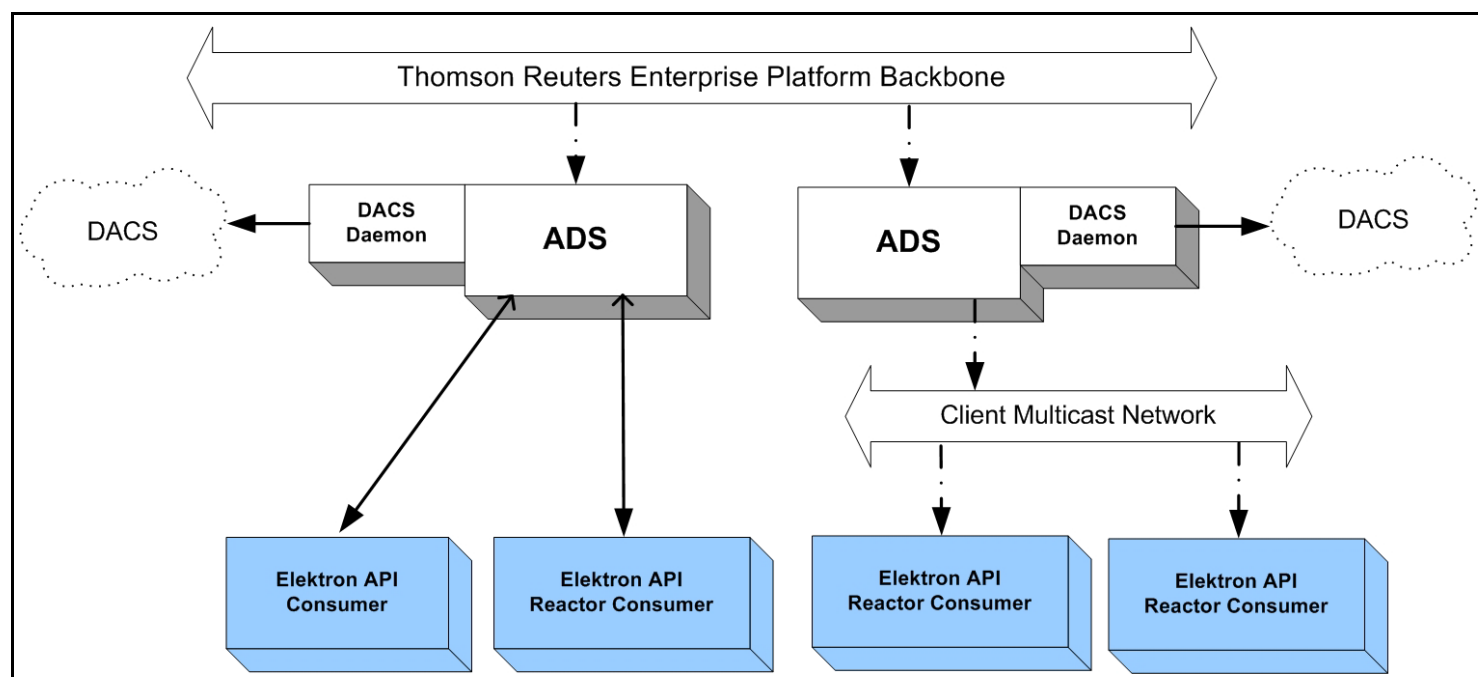 Thomson Reuters Enterprise Platform Backbone
DACS
DACS
Daemon
ADS
ADS
DACS
Daemon
DACS
Client Multicast Network
Elektron API
Consumer
Elektron API
Reactor Consumer
Elektron API
Reactor Consumer
Elektron API
Reactor Consumer